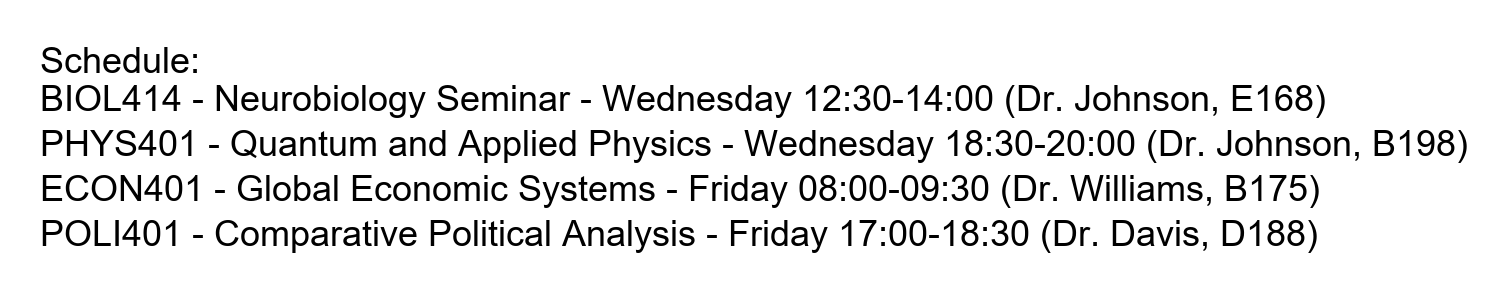 Schedule:
BIOL414 - Neurobiology Seminar - Wednesday 12:30-14:00 (Dr. Johnson, E168)
PHYS401 - Quantum and Applied Physics - Wednesday 18:30-20:00 (Dr. Johnson, B198)
ECON401 - Global Economic Systems - Friday 08:00-09:30 (Dr. Williams, B175)
POLI401 - Comparative Political Analysis - Friday 17:00-18:30 (Dr. Davis, D188)